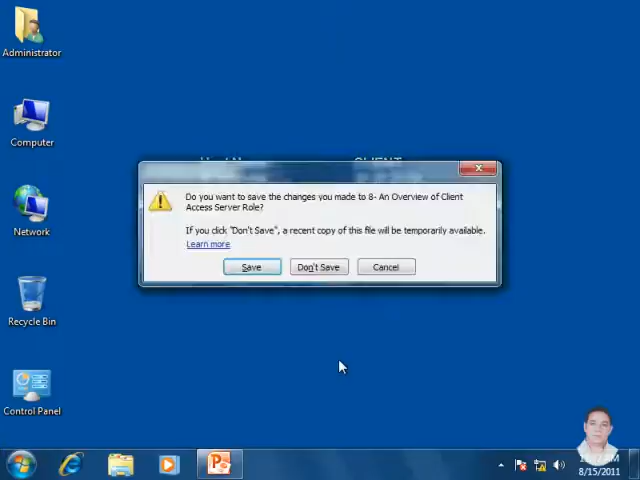 Administrator
Computer
Network
Recycle Bin
Control Panel
Do you want to save the changes you made to 8- An Overview of Client
Access Server Role?
If you click "Don't Save", a recent copy of this file will be temporarily available.
Learn more
Save
Don't Save
Cancel
8/15/2011